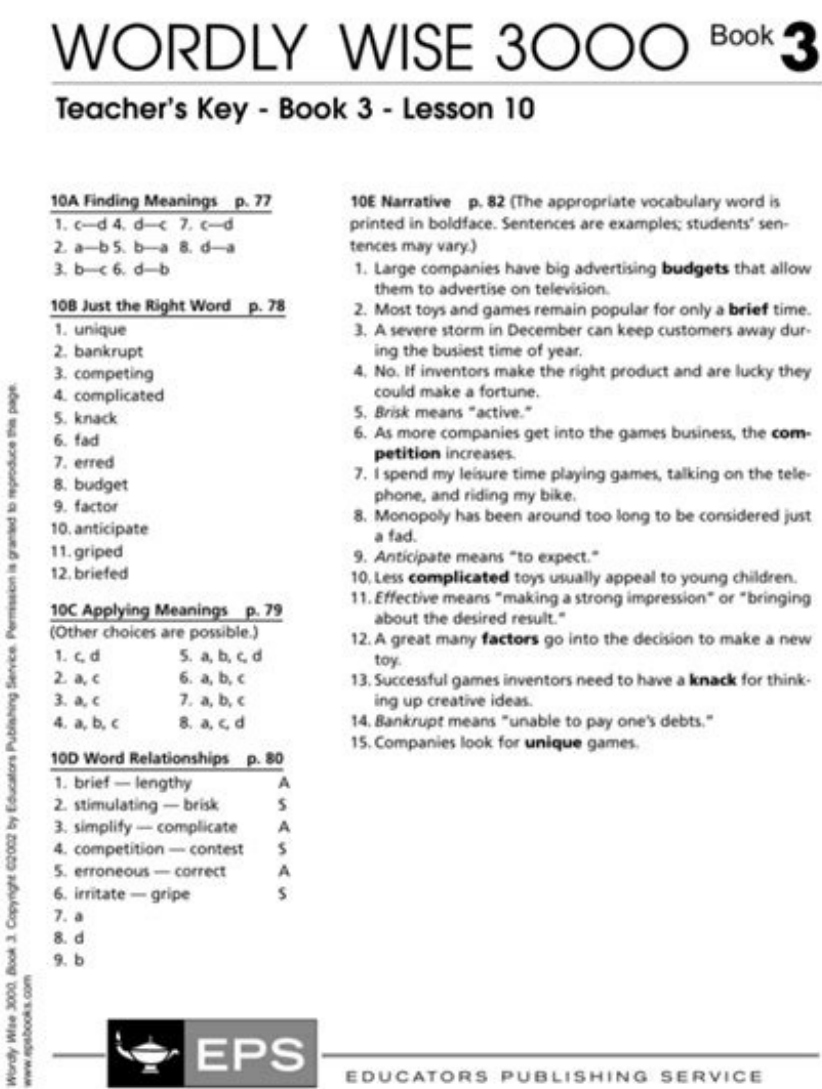 WORDLY WISE 3000 Book 3
Teacher's Key - Book 3 - Lesson 10
10A Finding Meanings p. 77
1. c—d 4. d—c 7. c—d
2. a—b 5. b—a 8. d—a
3. b—c 6. d—b
10B Just the Right Word p. 78
1. unique
2. bankrupt
3. competing
4. complicated
5. knack
6. fad
7. erred
8. budget
9. factor
10. anticipate
11. griped
12. briefed
10C Applying Meanings p. 79
(Other choices are possible.)
1. c, d 5. a, b, c, d
2. a, c 6. a, b, c
3. a, c 7. a, b, c
4. a, b, c 8. a, c, d
10D Word Relationships p. 80
1. brief — lengthy A
2. stimulating — brisk S
3. simplify — complicate A
4. competition — contest S
5. erroneous — correct A
6. irritate — gripe S
7. a
8. d
9. b
10E Narrative p. 82 (The appropriate vocabulary word is
printed in boldface. Sentences are examples; students' sen-
tences may vary.)
1. Large companies have big advertising budgets that allow
them to advertise on television.
2. Most toys and games remain popular for only a brief time.
3. A severe storm in December can keep customers away dur-
ing the busiest time of year.
4. No. If inventors make the right product and are lucky they
could make a fortune.
5. Brisk means "active."
6. As more companies get into the games business, the com-
petition increases.
7. I spend my leisure time playing games, talking on the tele-
phone, and riding my bike.
8. Monopoly has been around too long to be considered just
a fad.
9. Anticipate means "to expect."
10. Less complicated toys usually appeal to young children.
11. Effective means "making a strong impression" or "bringing
about the desired result."
12. A great many factors go into the decision to make a new
toy.
13. Successful games inventors need to have a knack for think-
ing up creative ideas.
14. Bankrupt means "unable to pay one's debts."
15. Companies look for unique games.
Wordly Wise 3000, Book 3. Copyright ©2002 by Educators Publishing Service. Permission is granted to reproduce this page.
www.epsbooks.com
EPS
EDUCATORS PUBLISHING SERVICE